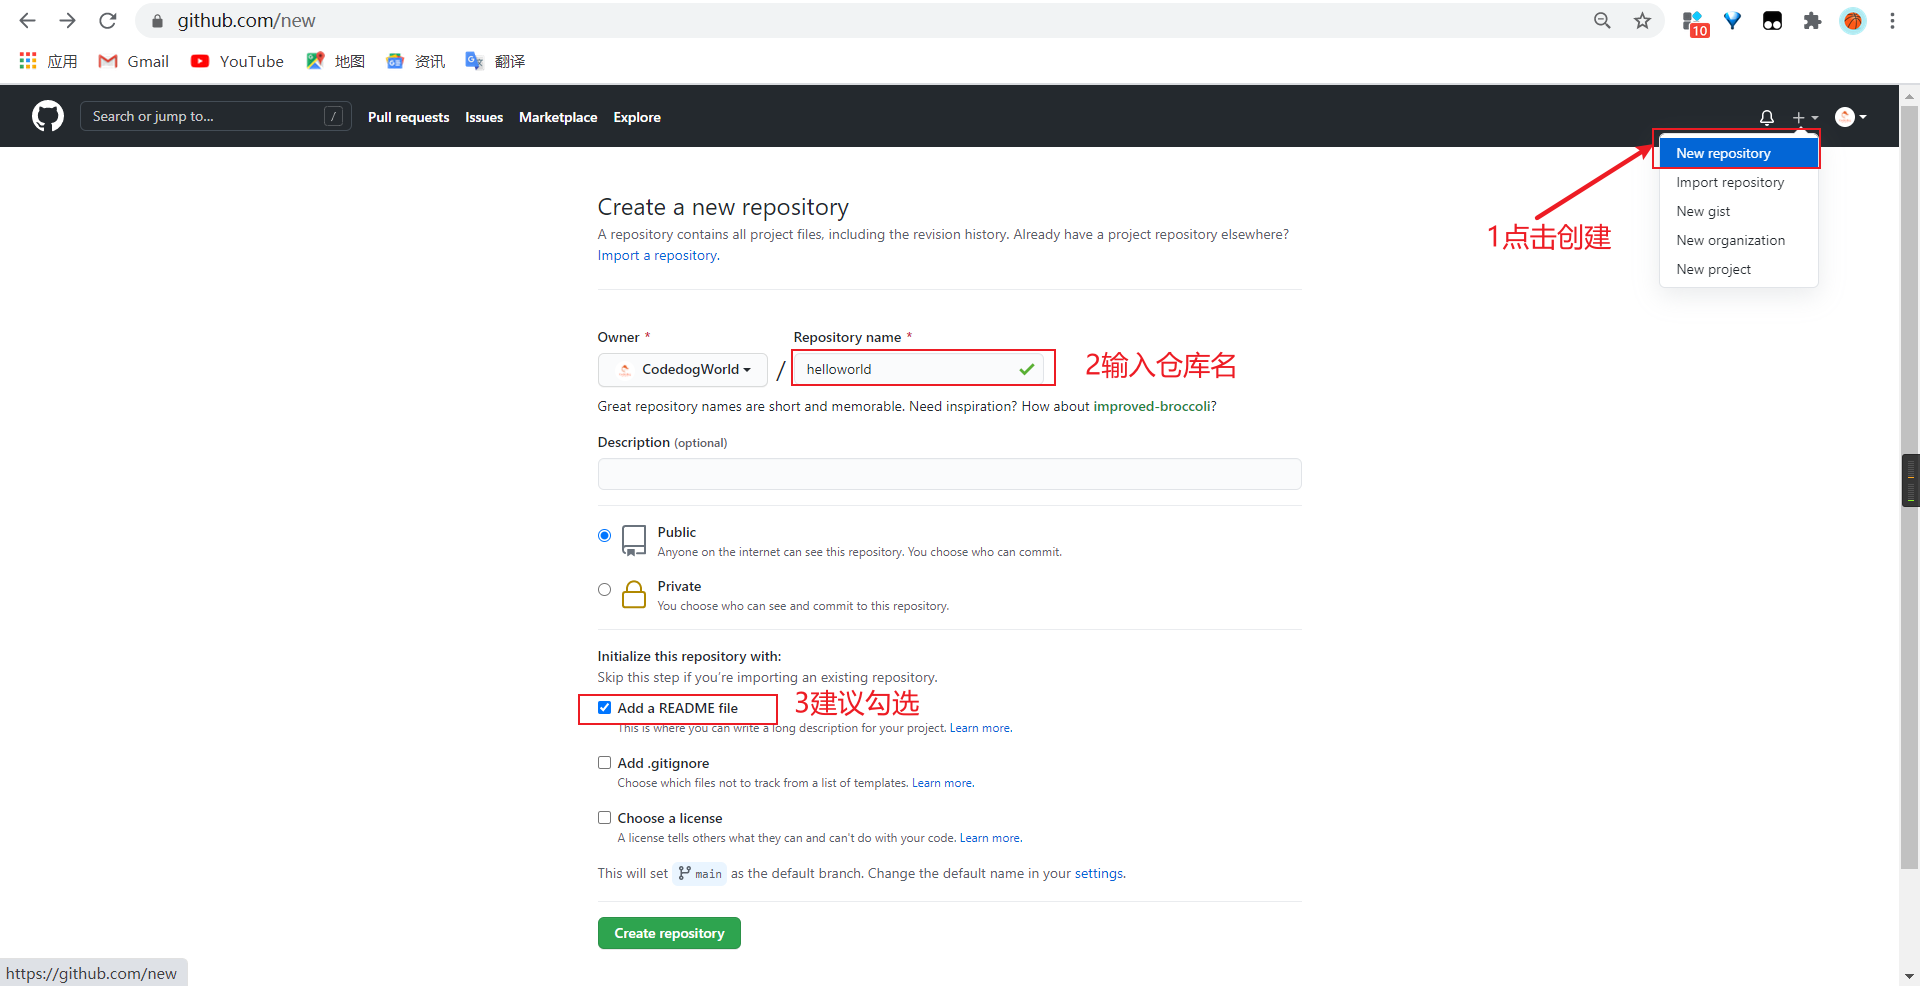 github.com/new
10
应用 Gmail YouTube 地图 资讯 翻译
Search or jump to... /
Pull requests Issues Marketplace Explore
New repository
Import repository
New gist
New organization
New project
1点击创建
Create a new repository
A repository contains all project files, including the revision history. Already have a project repository elsewhere?
Import a repository.
Owner * Repository name *
CodedogWorld / helloworld
2输入仓库名
Great repository names are short and memorable. Need inspiration? How about improved-broccoli?
Description (optional)
Public
Anyone on the internet can see this repository. You choose who can commit.
Private
You choose who can see and commit to this repository.
Initialize this repository with:
Skip this step if you're importing an existing repository.
Add a README file
3建议勾选
This is where you can write a long description for your project. Learn more.
Add .gitignore
Choose which files not to track from a list of templates. Learn more.
Choose a license
A license tells others what they can and can't do with your code. Learn more.
This will set main as the default branch. Change the default name in your settings.
Create repository
https://github.com/new